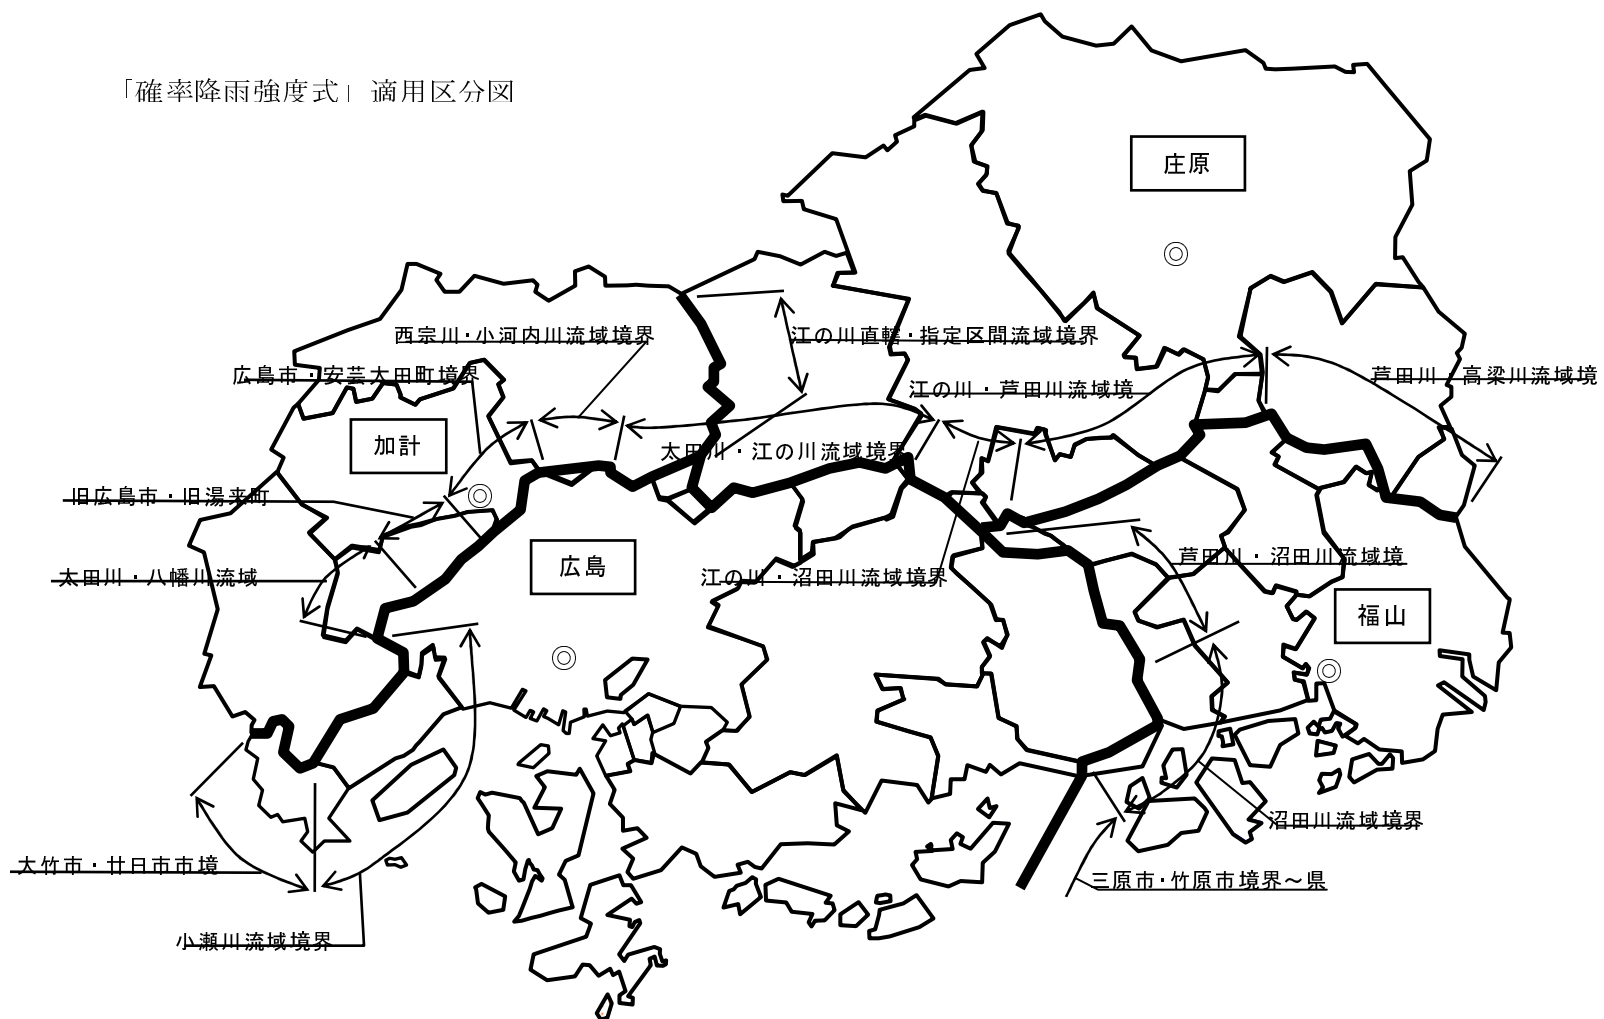 「確率降雨強度式」適用区分図
庄原
西宗川・小河内川流域境界
江の川直轄・指定区間流域境界
広島市・安芸太田町境界
江の川・芦田川流域境
芦田川・高梁川流域境
加計
太田川・江の川流域境界
旧広島市・旧湯来町
広島
芦田川・沼田川流域境
太田川・八幡川流域
江の川・沼田川流域境界
福山
沼田川流域境界
大竹市・廿日市市境
三原市・竹原市境界～県
小瀬川流域境界